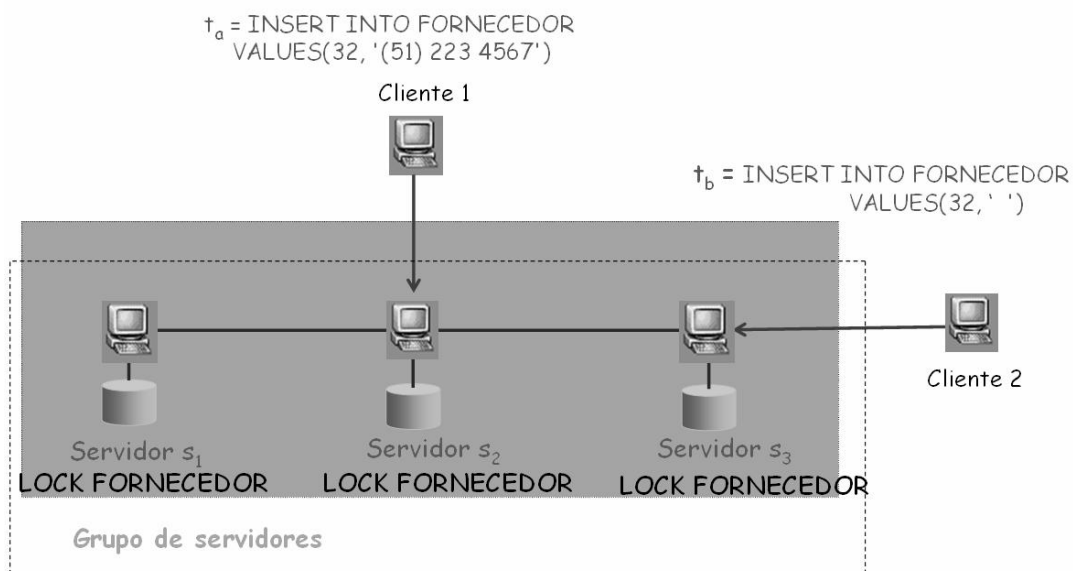 tₐ = INSERT INTO FORNECEDOR
VALUES(32, '(51) 223 4567')
Cliente 1
t_b = INSERT INTO FORNECEDOR
VALUES(32,' ')
Cliente 2
Servidor s₁
Servidor s₂
Servidor s₃
LOCK FORNECEDOR
LOCK FORNECEDOR
LOCK FORNECEDOR
Grupo de servidores